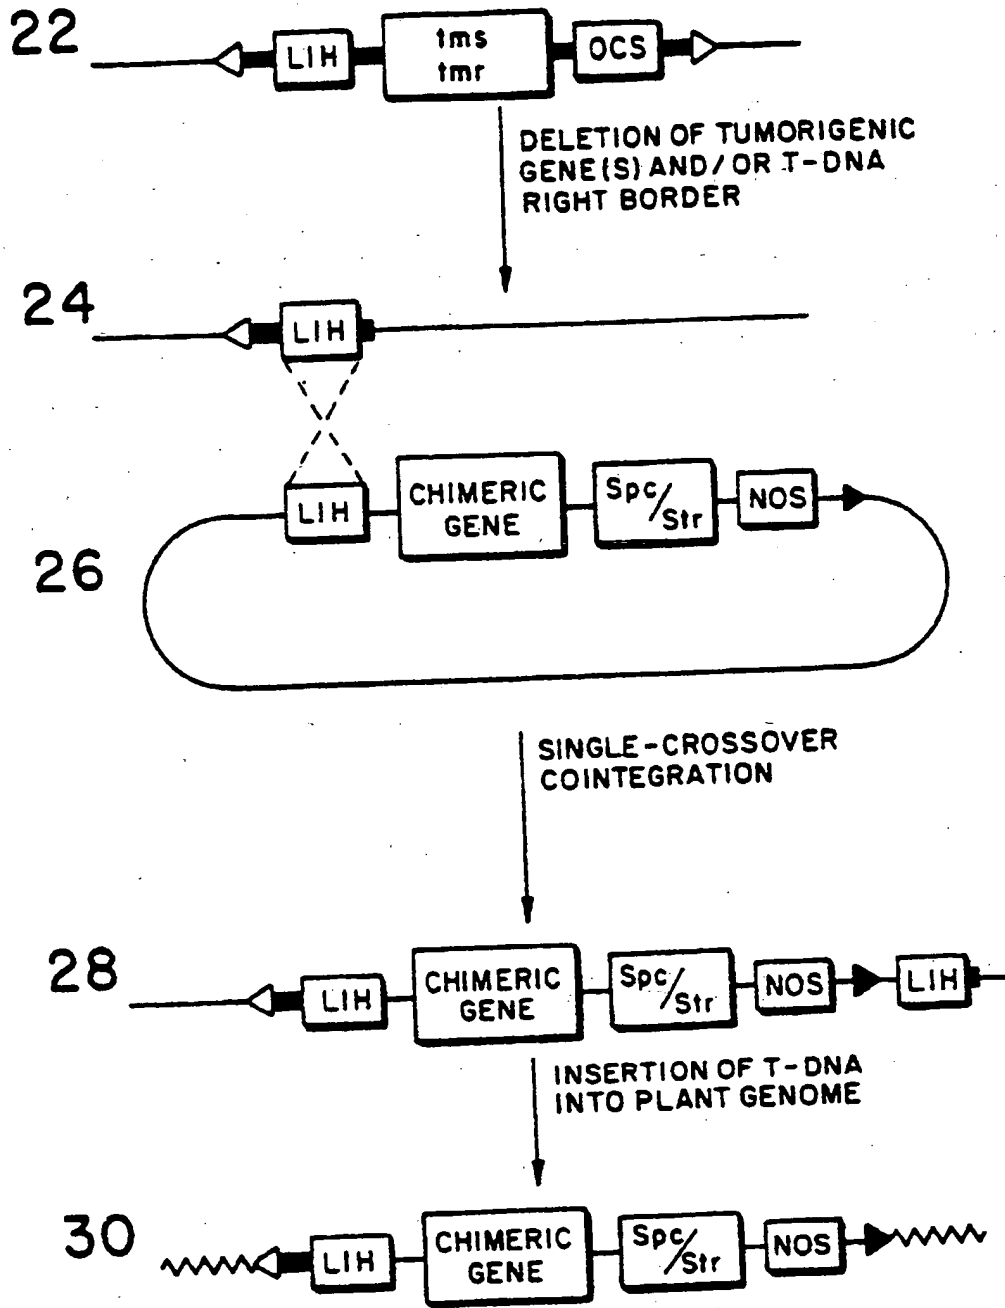 22
LIH
tms
tmr
OCS
DELETION OF TUMORIGENIC
GENE(S) AND/OR T-DNA
RIGHT BORDER
24
LIH
26
LIH
CHIMERIC
GENE
Spc/
Str
NOS
SINGLE-CROSSOVER
COINTEGRATION
28
LIH
CHIMERIC
GENE
Spc/
Str
NOS
LIH
INSERTION OF T-DNA
INTO PLANT GENOME
30
LIH
CHIMERIC
GENE
Spc/
Str
NOS